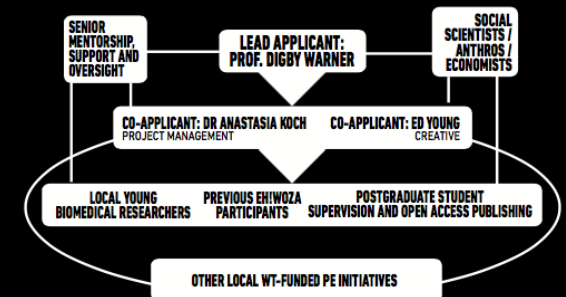 SENIOR
MENTORSHIP,
SUPPORT AND
OVERSIGHT
LEAD APPLICANT:
PROF. DIGBY WARNER
SOCIAL
SCIENTISTS /
ANTHROS /
ECONOMISTS
CO-APPLICANT: DR ANASTASIA KOCH
PROJECT MANAGEMENT
CO-APPLICANT: ED YOUNG
CREATIVE
LOCAL YOUNG
BIOMEDICAL RESEARCHERS
PREVIOUS EH!WOZA
PARTICIPANTS
POSTGRADUATE STUDENT
SUPERVISION AND OPEN ACCESS PUBLISHING
OTHER LOCAL WT-FUNDED PE INITIATIVES